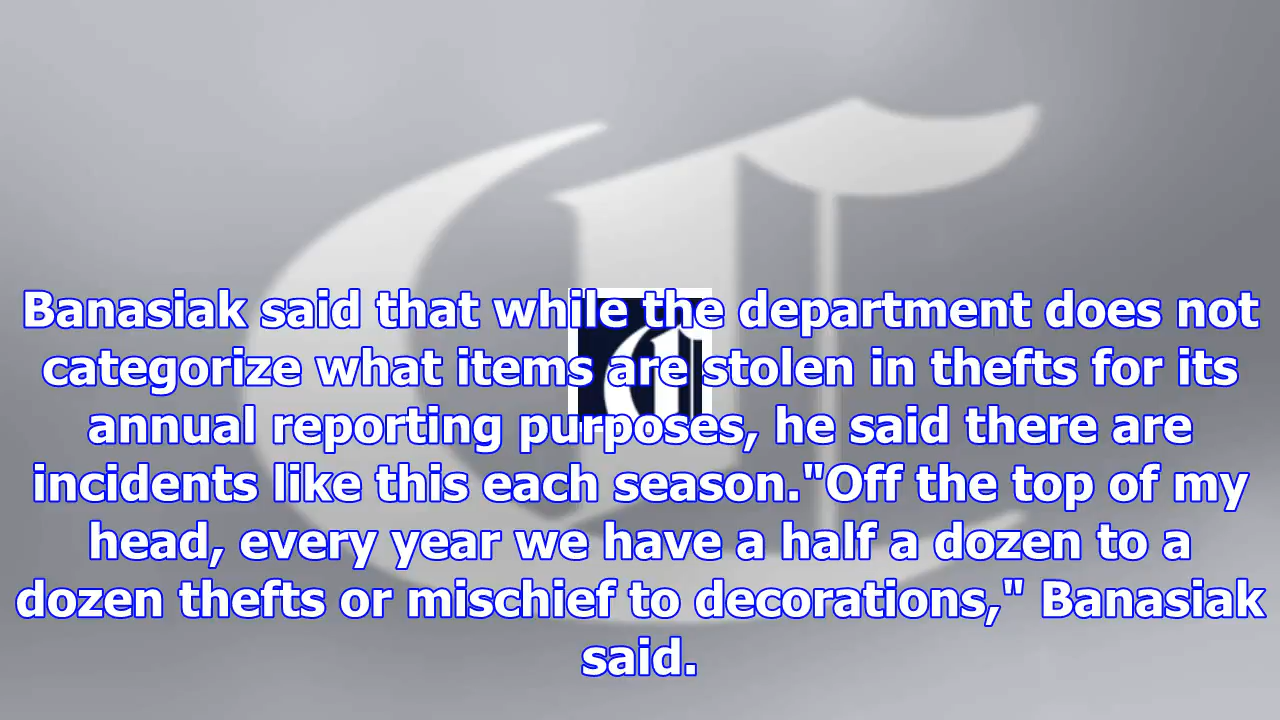 Banasiak said that while the department does not
categorize what items are stolen in thefts for its
annual reporting purposes, he said there are
incidents like this each season."Off the top of my
head, every year we have a half a dozen to a
dozen thefts or mischief to decorations," Banasiak
said.